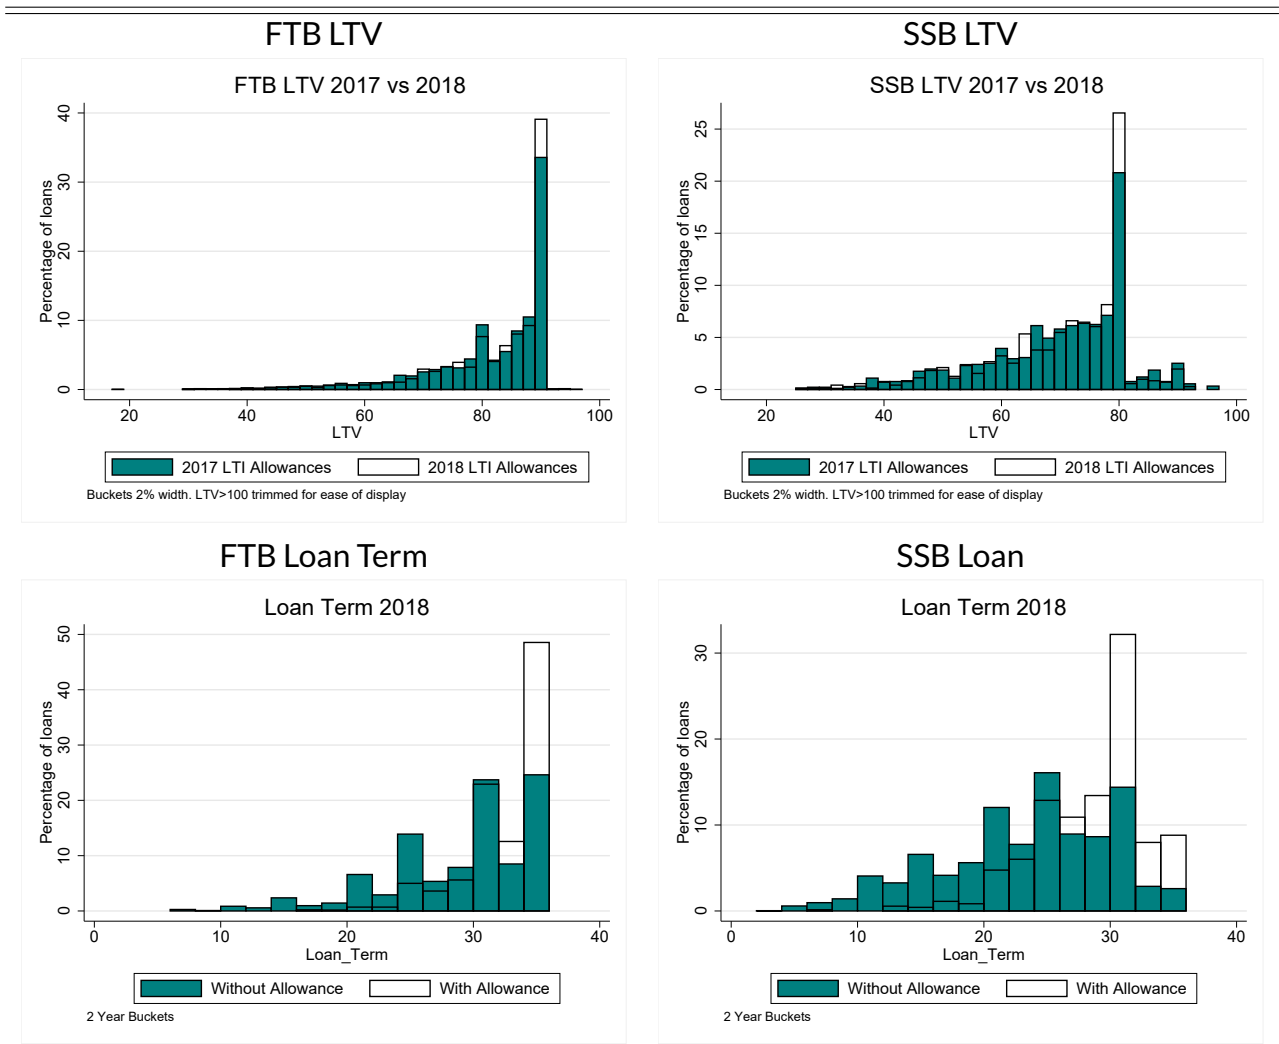 FTB LTV
FTB LTV 2017 vs 2018
Percentage of loans
40
30
20
10
0
20 40 60 80 100
LTV
2017 LTI Allowances 2018 LTI Allowances
Buckets 2% width. LTV>100 trimmed for ease of display
SSB LTV
SSB LTV 2017 vs 2018
Percentage of loans
25
20
15
10
5
0
20 40 60 80 100
LTV
2017 LTI Allowances 2018 LTI Allowances
Buckets 2% width. LTV>100 trimmed for ease of display
FTB Loan Term
Loan Term 2018
Percentage of loans
50
40
30
20
10
0
0 10 20 30 40
Loan_Term
Without Allowance With Allowance
2 Year Buckets
SSB Loan
Loan Term 2018
Percentage of loans
30
20
10
0
0 10 20 30 40
Loan_Term
Without Allowance With Allowance
2 Year Buckets